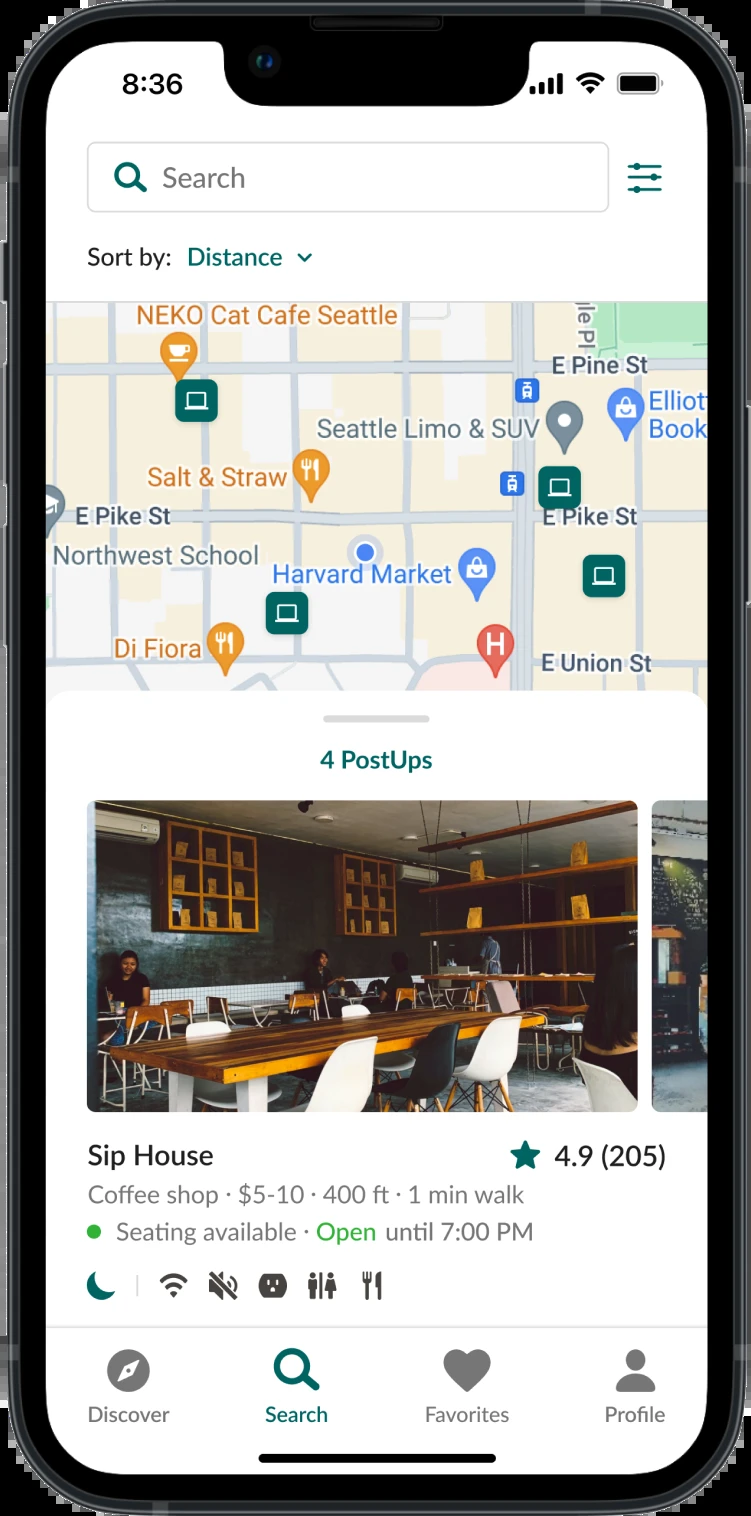 8:36
Search
Sort by: Distance
NEKO Cat Cafe Seattle
gle Pl
E Pine St
Elliot
Book
Seattle Limo & SUV
Salt & Straw
E Pike St
E Pike St
Northwest School
Harvard Market
Di Fiora
H
E Union St
4 PostUps
Sip House
4.9 (205)
Coffee shop · $5-10 · 400 ft · 1 min walk
Seating available · Open until 7:00 PM
Discover
Search
Favorites
Profile